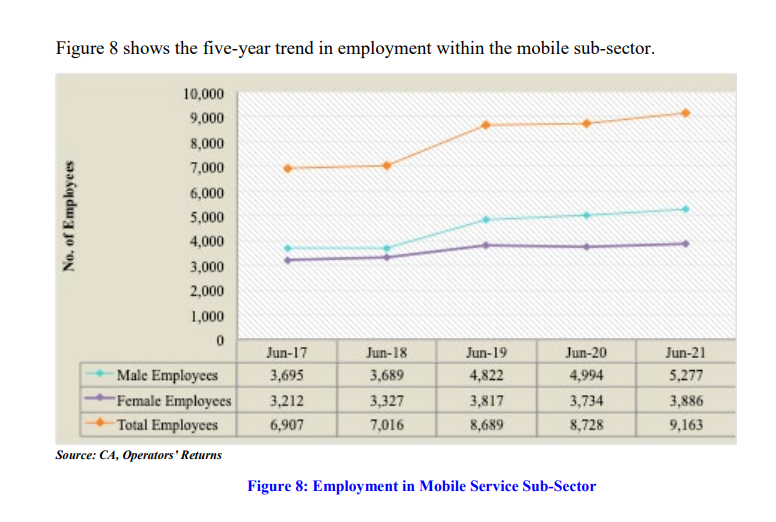 Figure 8 shows the five-year trend in employment within the mobile sub-sector.
No. of Employees
10,000
9,000
8,000
7,000
6,000
5,000
4,000
3,000
2,000
1,000
0
Jun-17 Jun-18 Jun-19 Jun-20 Jun-21
Male Employees 3,695 3,689 4,822 4,994 5,277
Female Employees 3,212 3,327 3,817 3,734 3,886
Total Employees 6,907 7,016 8,689 8,728 9,163
Source: CA, Operators' Returns
Figure 8: Employment in Mobile Service Sub-Sector